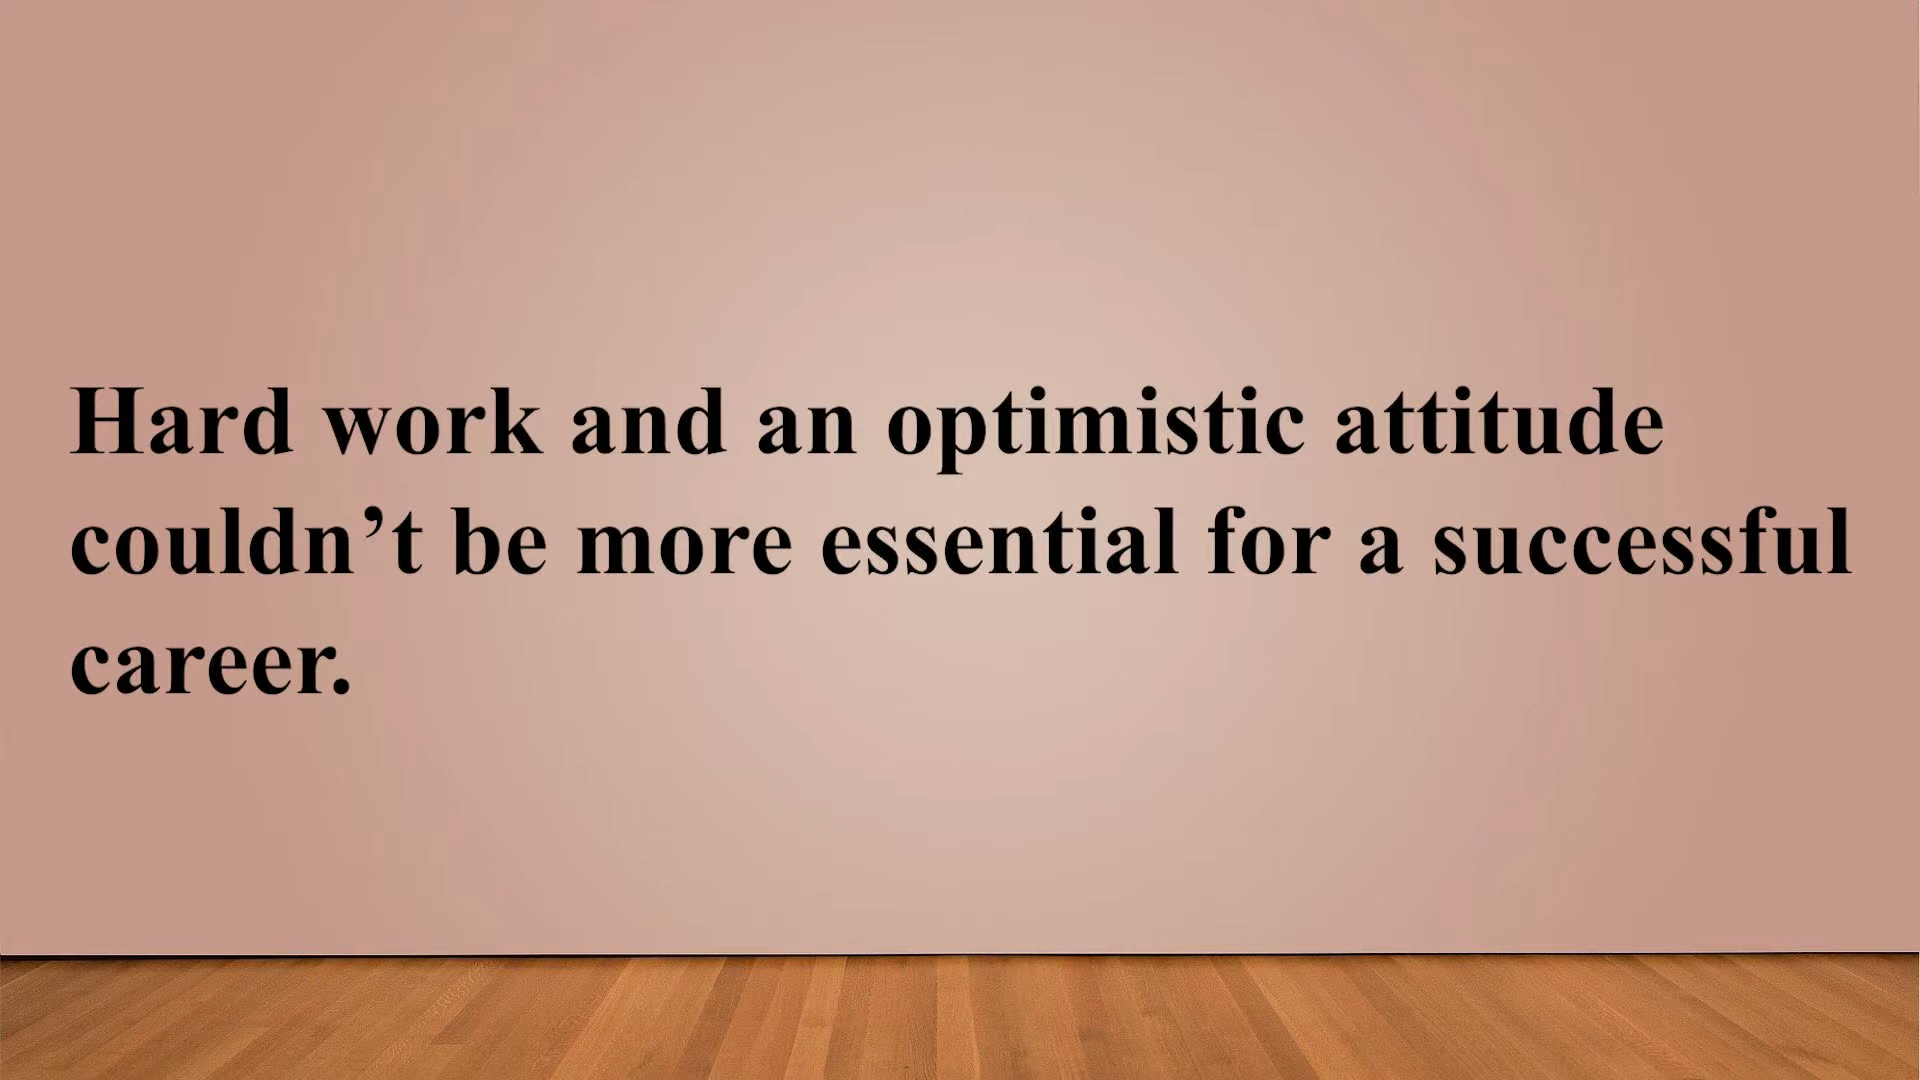 Hard work and an optimistic attitude
couldn’t be more essential for a successful
career.